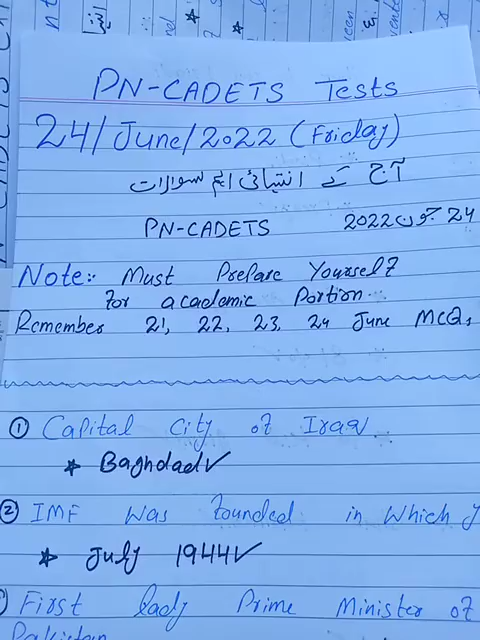 PN-CADETS Tests
24/June/2022 (Friday)
آج کے انتہائی اہم سوالات
PN-CADETS 24 جون 2022
Note:- Must Prepare Yourself
for academic Portion.
Remember 21, 22, 23, 24 June MCQs
① Capital city of Iraq.
★ Baghdad✓
② IMF was founded in which y
★ July 1944✓
First lady Prime Minister of
Pakistan